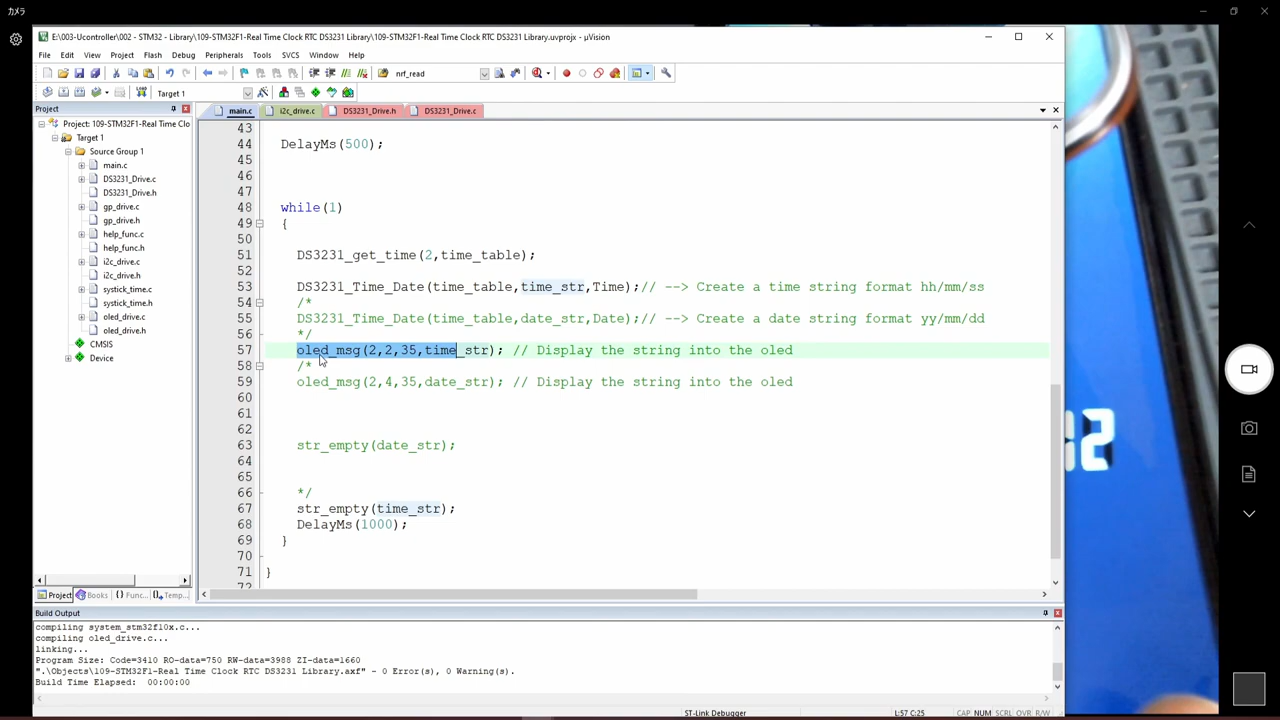 カメラ
E:\003-Ucontroller\002 - STM32 - Library\109-STM32F1-Real Time Clock RTC DS3231 Library\109-STM32F1-Real Time Clock RTC DS3231 Library.uvprojx - µVision
File Edit View Project Flash Debug Peripherals Tools SVCS Window Help
nrf_read
Target 1
Project
main.c i2c_drive.c DS3231_Drive.h DS3231_Drive.c
Project: 109-STM32F1-Real Time Clo
Target 1
Source Group 1
main.c
DS3231_Drive.c
DS3231_Drive.h
gp_drive.c
gp_drive.h
help_func.c
help_func.h
i2c_drive.c
i2c_drive.h
systick_time.c
systick_time.h
oled_drive.c
oled_drive.h
CMSIS
Device
Project Books {} Func... Temp...
43
44 DelayMs(500);
45
46
47
48 while(1)
49 {
50
51 DS3231_get_time(2,time_table);
52
53 DS3231_Time_Date(time_table,time_str,Time);// --> Create a time string format hh/mm/ss
54 /*
55 DS3231_Time_Date(time_table,date_str,Date);// --> Create a date string format yy/mm/dd
56 */
57 oled_msg(2,2,35,time_str); // Display the string into the oled
58 /*
59 oled_msg(2,4,35,date_str); // Display the string into the oled
60
61
62
63 str_empty(date_str);
64
65
66 */
67 str_empty(time_str);
68 DelayMs(1000);
69 }
70
71 }
72
Build Output
compiling system_stm32f10x.c...
compiling oled_drive.c...
linking...
Program Size: Code=3410 RO-data=750 RW-data=3988 ZI-data=1660
".\Objects\109-STM32F1-Real Time Clock RTC DS3231 Library.axf" - 0 Error(s), 0 Warning(s).
Build Time Elapsed: 00:00:00
ST-Link Debugger L:57 C:25 CAP NUM SCRL OVR R/W